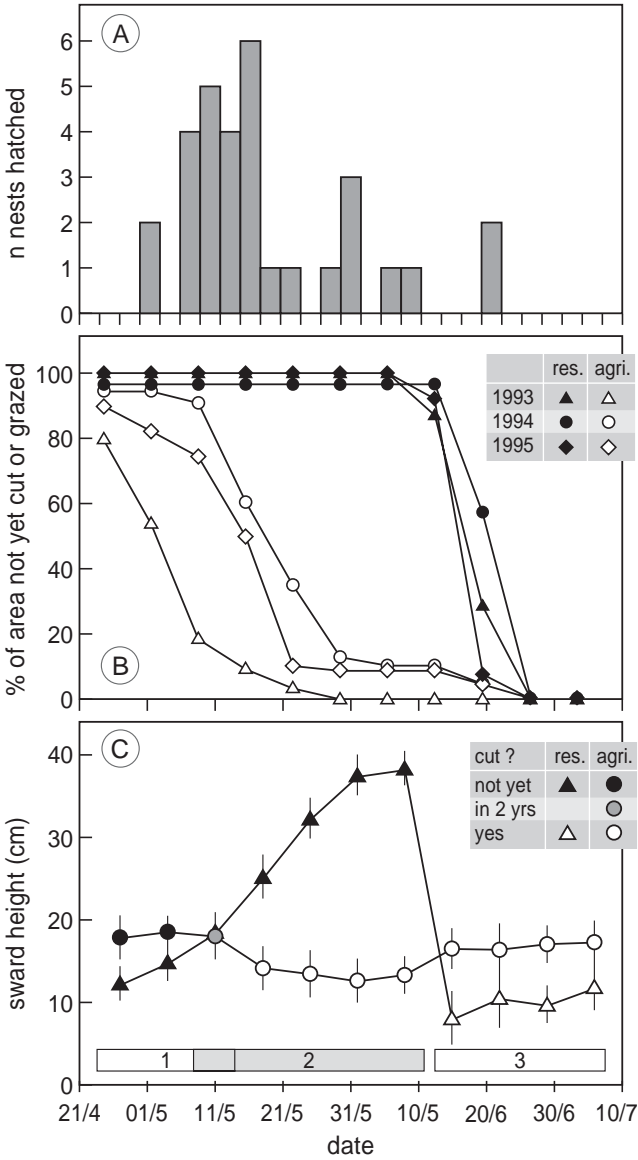 A
n nests hatched
6
5
4
3
2
1
0
B
% of area not yet cut or grazed
100
80
60
40
20
0
res. agri.
1993
1994
1995
C
sward height (cm)
40
30
20
10
0
cut ? res. agri.
not yet
in 2 yrs
yes
1 2 3
21/4 01/5 11/5 21/5 31/5 10/5 20/6 30/6 10/7
date